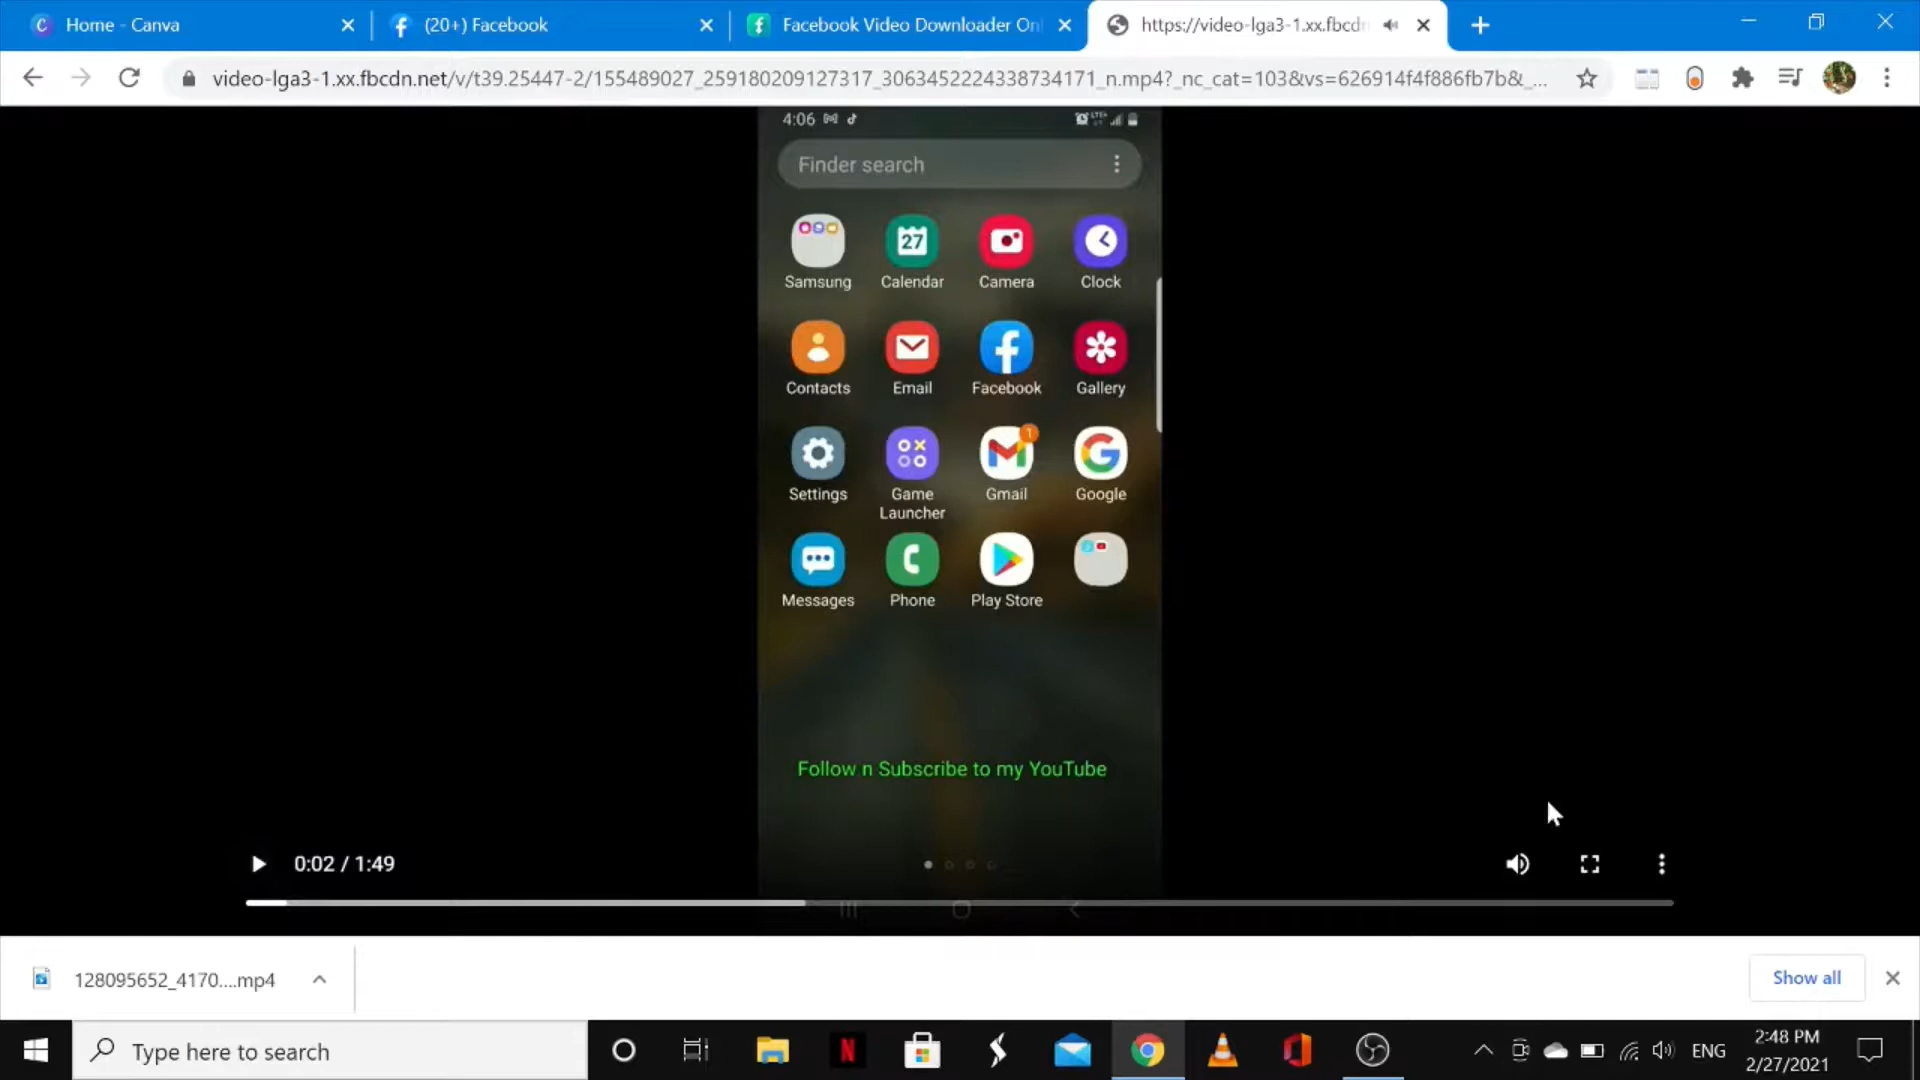 Home - Canva
(20+) Facebook
Facebook Video Downloader Onl
https://video-lga3-1.xx.fbcdn
video-lga3-1.xx.fbcdn.net/v/t39.25447-2/155489027_259180209127317_3063452224338734171_n.mp4?_nc_cat=103&vs=626914f4f886fb7b&_...
4:06
LTE+
Finder search
Samsung
Calendar
Camera
Clock
27
Contacts
Email
Facebook
Gallery
Settings
Game
Launcher
Gmail
1
Google
Messages
Phone
Play Store
Follow n Subscribe to my YouTube
0:02 / 1:49
128095652_4170....mp4
Show all
Type here to search
ENG
2:48 PM
2/27/2021